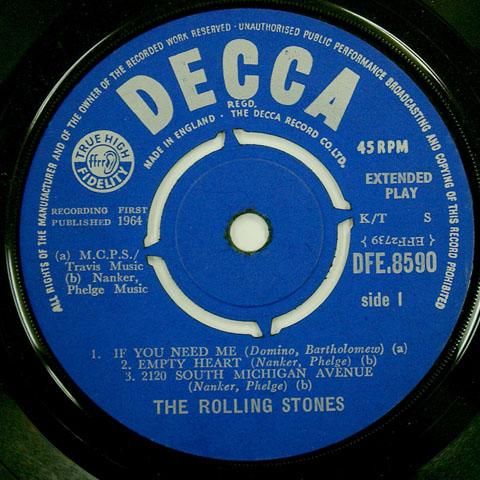 ALL RIGHTS OF THE MANUFACTURER AND OF THE OWNER OF THE RECORDED WORK RESERVED · UNAUTHORISED PUBLIC PERFORMANCE BROADCASTING AND COPYING OF THIS RECORD PROHIBITED
DECCA
REGD.
MADE IN ENGLAND · THE DECCA RECORD CO. LTD.
TRUE HIGH
ffrr
FIDELITY
45 RPM
EXTENDED
PLAY
RECORDING FIRST
PUBLISHED 1964
K/T S
(EFF2739)
DFE.8590
(a) M.C.P.S./
Travis Music
(b) Nanker,
Phelge Music
side 1
1. IF YOU NEED ME (Domino, Bartholomew) (a)
2. EMPTY HEART (Nanker, Phelge) (b)
3. 2120 SOUTH MICHIGAN AVENUE
(Nanker, Phelge) (b)
THE ROLLING STONES